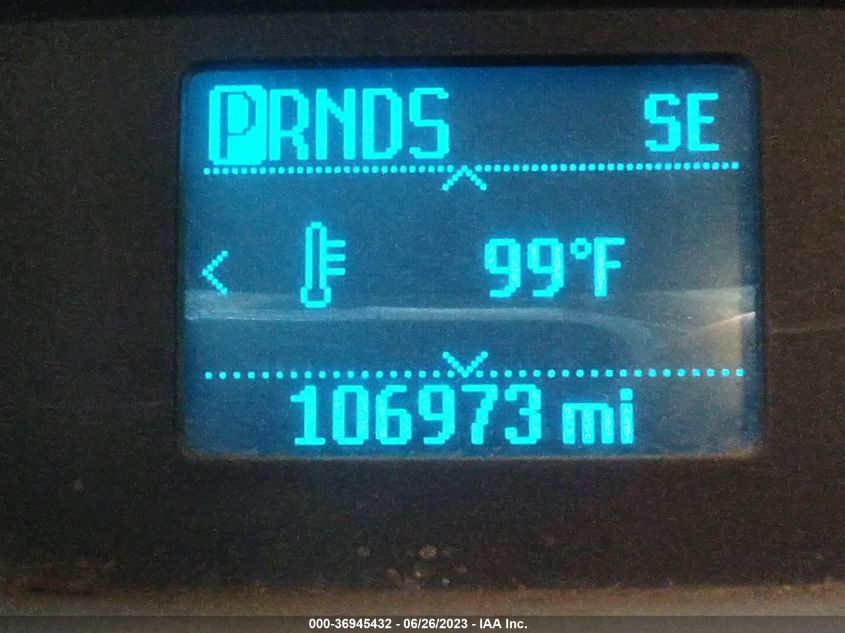 PRNDS SE
99°F
106973 mi
000-36945432 - 06/26/2023 - IAA Inc.